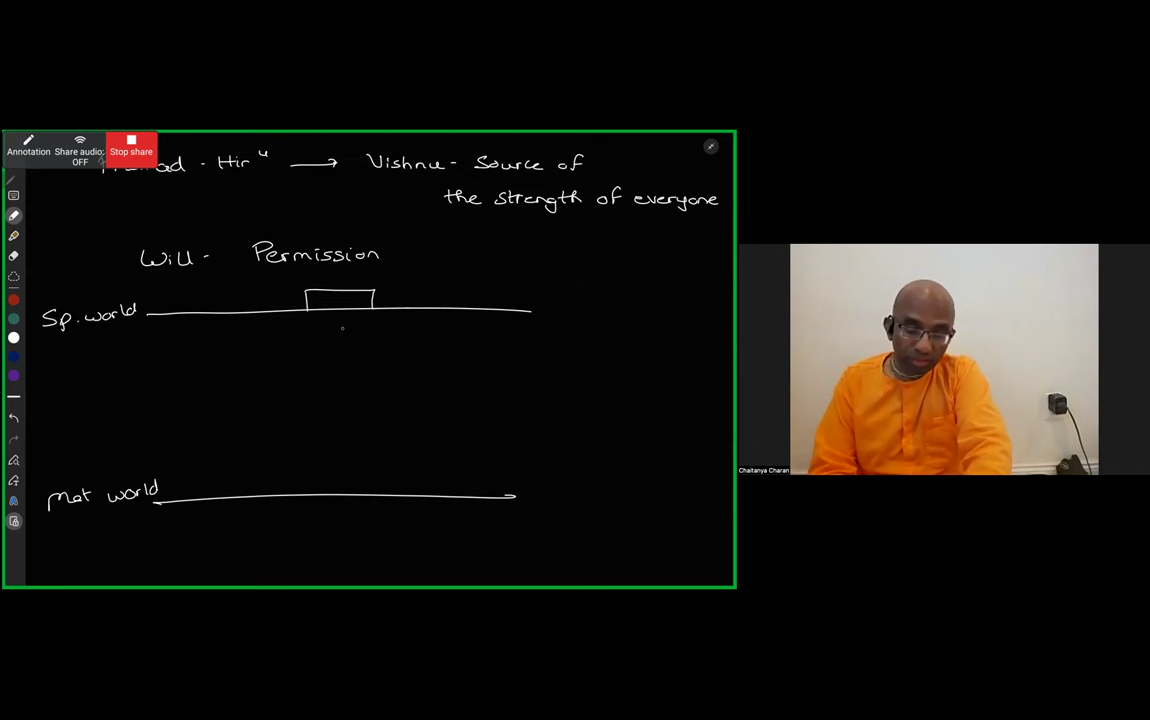 Annotation
Share audio: OFF
Stop share
- Hir u → Vishnu - Source of
the strength of everyone
Will - Permission
Sp. world
Mat world
Chaitanya Charan